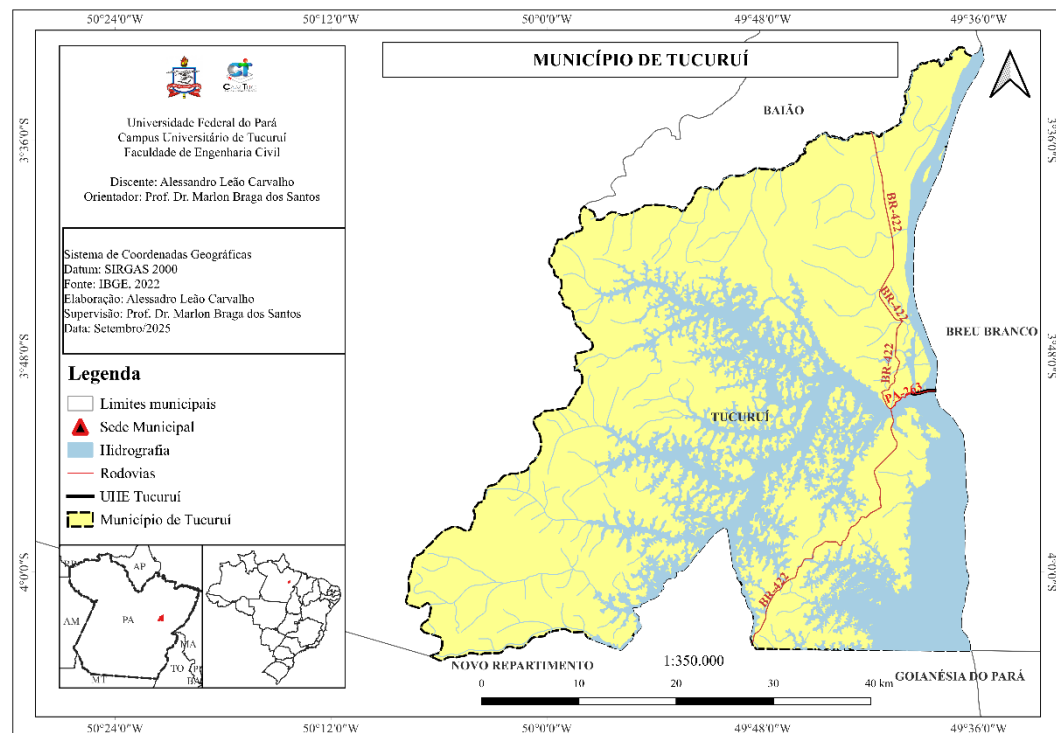 50°24'0"W 50°12'0"W 50°0'0"W 49°48'0"W 49°36'0"W
MUNICÍPIO DE TUCURUÍ
Universidade Federal do Pará
Campus Universitário de Tucuruí
Faculdade de Engenharia Civil
Discente: Alessandro Leão Carvalho
Orientador: Prof. Dr. Marlon Braga dos Santos
Sistema de Coordenadas Geográficas
Datum: SIRGAS 2000
Fonte: IBGE, 2022
Elaboração: Alessadro Leão Carvalho
Supervisão: Prof. Dr. Marlon Braga dos Santos
Data: Setembro/2025
Legenda
Limites municipais
Sede Municipal
Hidrografia
Rodovias
UHE Tucuruí
Município de Tucuruí
AP
PA
AM
MA
TO
MT
BAIÃO
BR-422
BR-422
BREU BRANCO
BR-422
PA-263
TUCURUÍ
BR-422
NOVO REPARTIMENTO
1:350.000
GOIANÉSIA DO PARÁ
0 10 20 30 40 km
3°36'0"S
3°48'0"S
4°0'0"S
3°36'0"S
3°48'0"S
4°0'0"S
50°24'0"W 50°12'0"W 50°0'0"W 49°48'0"W 49°36'0"W